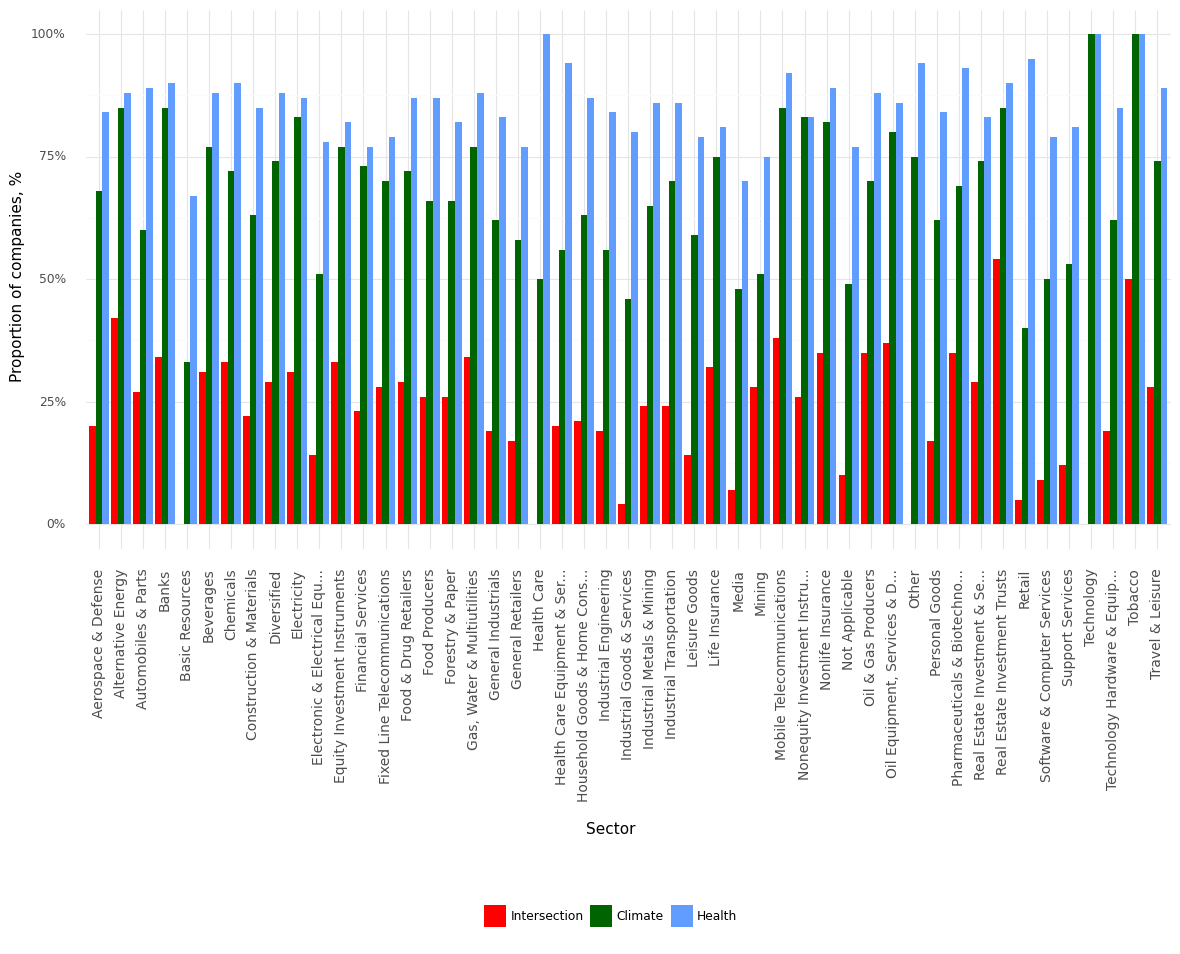 Proportion of companies, %
100%
75%
50%
25%
0%
Aerospace & Defense
Alternative Energy
Automobiles & Parts
Banks
Basic Resources
Beverages
Chemicals
Construction & Materials
Diversified
Electricity
Electronic & Electrical Equ...
Equity Investment Instruments
Financial Services
Fixed Line Telecommunications
Food & Drug Retailers
Food Producers
Forestry & Paper
Gas, Water & Multiutilities
General Industrials
General Retailers
Health Care
Health Care Equipment & Ser...
Household Goods & Home Cons...
Industrial Engineering
Industrial Goods & Services
Industrial Metals & Mining
Industrial Transportation
Leisure Goods
Life Insurance
Media
Mining
Mobile Telecommunications
Nonequity Investment Instru...
Nonlife Insurance
Not Applicable
Oil & Gas Producers
Oil Equipment, Services & D...
Other
Personal Goods
Pharmaceuticals & Biotechno...
Real Estate Investment & Se...
Real Estate Investment Trusts
Retail
Software & Computer Services
Support Services
Technology
Technology Hardware & Equip...
Tobacco
Travel & Leisure
Sector
Intersection
Climate
Health